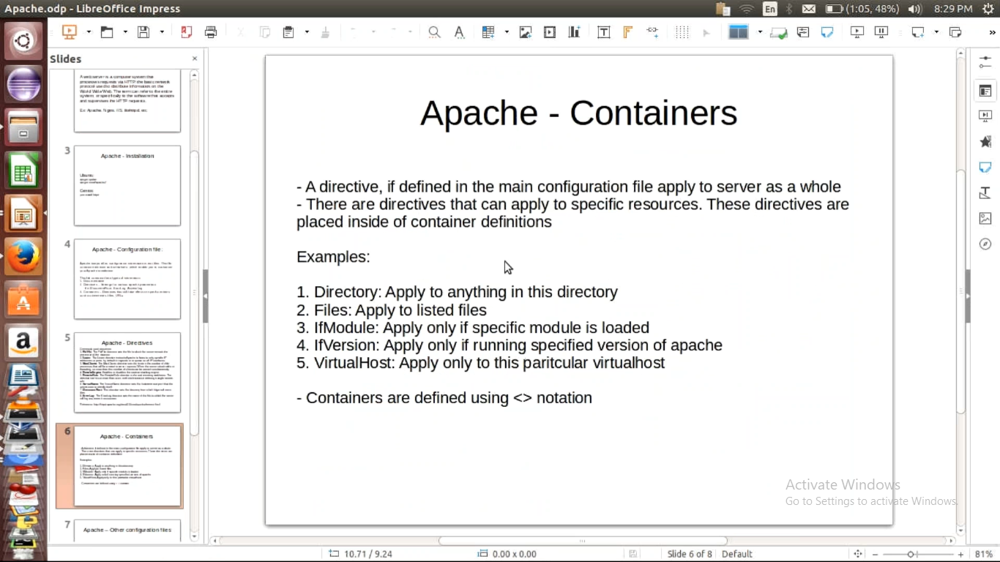 Apache.odp - LibreOffice Impress
En
(1:05, 48%)
8:29 PM
Slides
A web server is a computer system that
processes requests via HTTP, the basic network
protocol used to distribute information on the
World Wide Web. The term can refer to the entire
system, or specifically to the software that accepts
and supervises the HTTP requests.
Ex: Apache, Nginx, IIS, lighttpd, etc.
3
Apache - Installation
Ubuntu:
Centos:
4
Apache - Configuration file:
5
Apache - Directives
6
Apache - Containers
Examples:
7
Apache – Other configuration files
Apache - Containers
- A directive, if defined in the main configuration file apply to server as a whole
- There are directives that can apply to specific resources. These directives are
placed inside of container definitions
Examples:
1. Directory: Apply to anything in this directory
2. Files: Apply to listed files
3. IfModule: Apply only if specific module is loaded
4. IfVersion: Apply only if running specified version of apache
5. VirtualHost: Apply only to this paritcular virtualhost
- Containers are defined using <> notation
Activate Windows
Go to Settings to activate Windows.
10.71 / 9.24
0.00 x 0.00
Slide 6 of 8
Default
81%